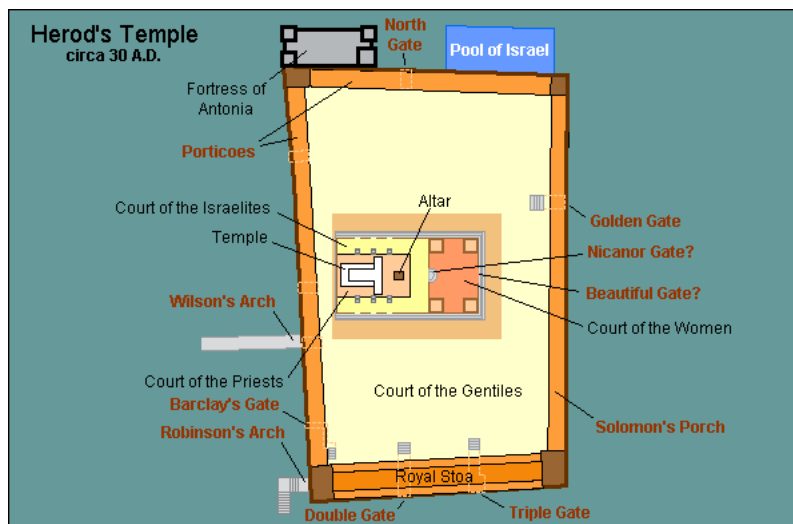 Herod's Temple
circa 30 A.D.
North
Gate
Pool of Israel
Fortress of
Antonia
Porticoes
Court of the Israelites
Altar
Temple
Golden Gate
Nicanor Gate?
Beautiful Gate?
Wilson's Arch
Court of the Women
Court of the Priests
Court of the Gentiles
Barclay's Gate
Solomon's Porch
Robinson's Arch
Royal Stoa
Double Gate
Triple Gate